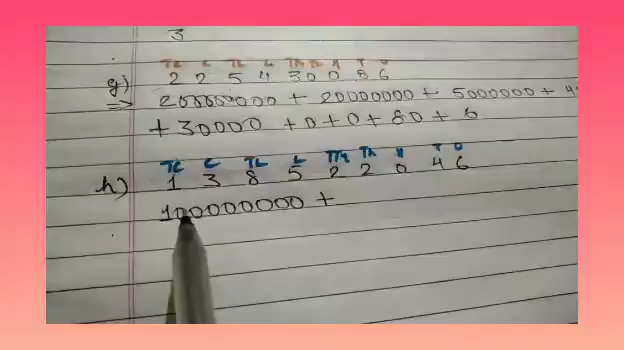 3
TC C TL L TTh Th H T O
2 2 5 4 3 0 0 8 6
g)
⇒ 200000000 + 20000000 + 5000000 + 4
+ 30000 + 0 + 0 + 80 + 6
TC C TL L TTh Th H T O
h) 1 3 8 5 2 2 0 4 6
100000000 +